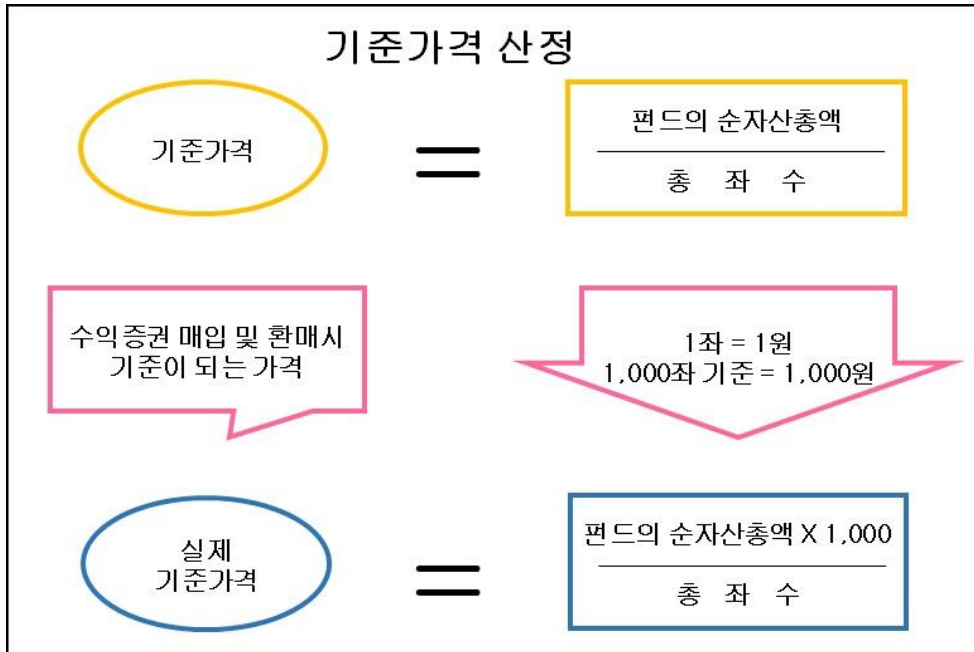 기준가격 산정
기준가격
=
펀드의 순자산총액
총 좌 수
수익증권 매입 및 환매시
기준이 되는 가격
1좌 = 1원
1,000좌 기준 = 1,000원
실제
기준가격
=
펀드의 순자산총액 X 1,000
총 좌 수